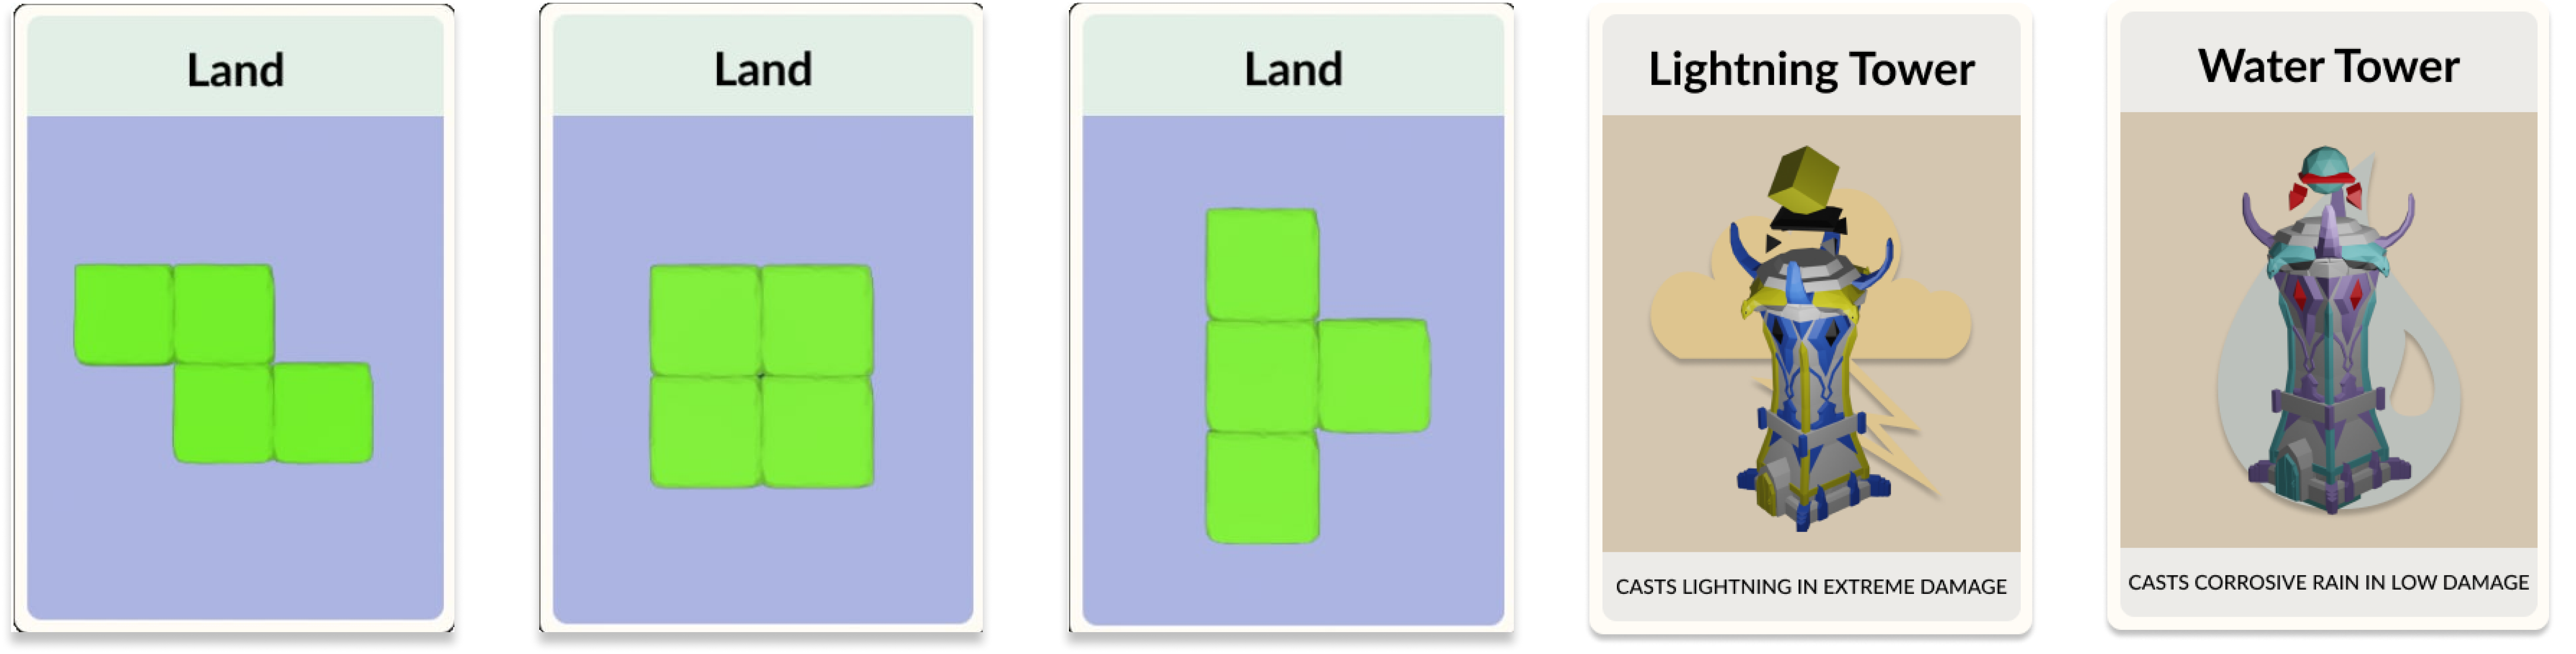 Land
Land
Land
Lightning Tower
CASTS LIGHTNING IN EXTREME DAMAGE
Water Tower
CASTS CORROSIVE RAIN IN LOW DAMAGE